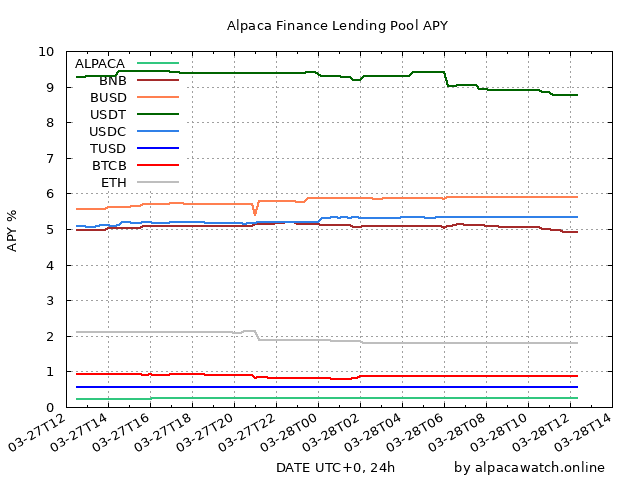 Alpaca Finance Lending Pool APY
10
9
8
7
6
5
4
3
2
1
0
APY %
ALPACA
BNB
BUSD
USDT
USDC
TUSD
BTCB
ETH
03-27T12
03-27T14
03-27T16
03-27T18
03-27T20
03-27T22
03-28T00
03-28T02
03-28T04
03-28T06
03-28T08
03-28T10
03-28T12
03-28T14
DATE UTC+0, 24h
by alpacawatch.online